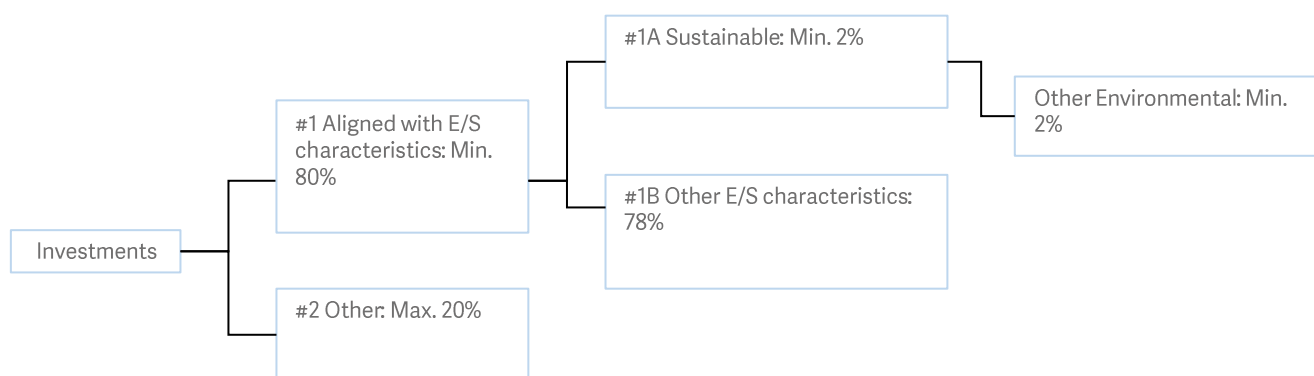 #1A Sustainable: Min. 2%
Other Environmental: Min.
2%
#1 Aligned with E/S
characteristics: Min.
80%
#1B Other E/S characteristics:
78%
Investments
#2 Other: Max. 20%